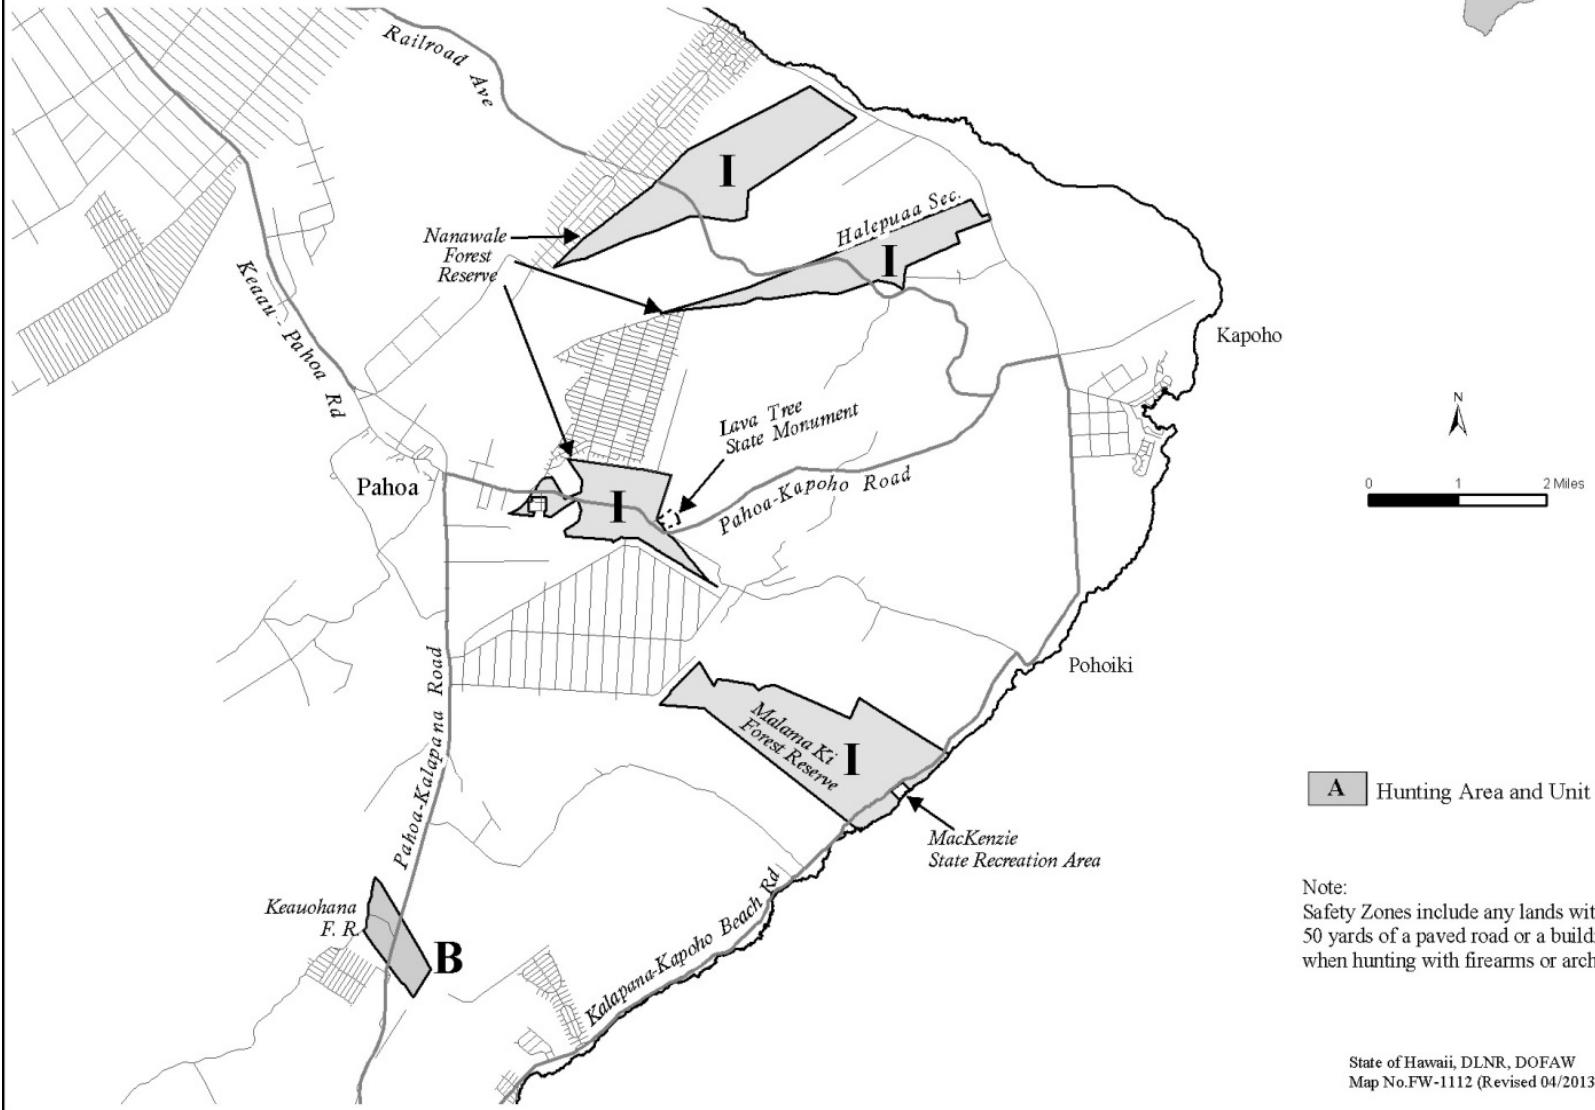 Railroad Ave
I
Halepuaa Sec.
Nanawale
Forest
Reserve
I
Keaau - Pahoa Rd
Kapoho
N
Lava Tree
State Monument
Pahoa
I
Pahoa-Kapoho Road
0 1 2 Miles
Pohoiki
Pahoa-Kalapana Road
Malama Ki
Forest Reserve
I
A Hunting Area and Unit
MacKenzie
State Recreation Area
Keauohana
F. R.
B
Kalapana-Kapoho Beach Rd
Note:
Safety Zones include any lands wit
50 yards of a paved road or a build
when hunting with firearms or arch
State of Hawaii, DLNR, DOFAW
Map No.FW-1112 (Revised 04/2013